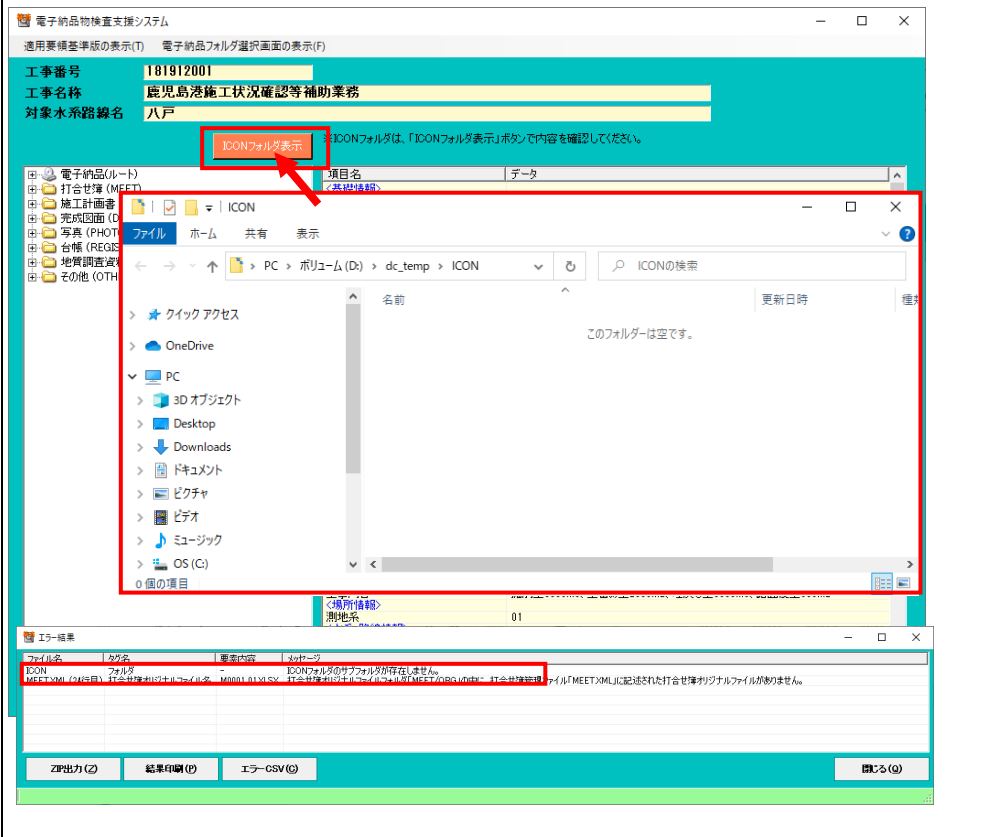 電子納品物検査支援システム
適用要領基準版の表示(T) 電子納品フォルダ選択画面の表示(F)
工事番号 181912001
工事名称 鹿児島港施工状況確認等補助業務
対象水系路線名 八戸
ICONフォルダ表示 ※ICONフォルダは、「ICONフォルダ表示」ボタンで内容を確認してください。
電子納品(ルート)
打合せ簿 (MEET)
施工計画書
完成図面 (D
写真 (PHOT
台帳 (REGIS
地質調査資料
その他 (OTH
項目名 データ
<基礎情報>
ICON
ファイル ホーム 共有 表示
PC › ボリューム (D:) › dc_temp › ICON ICONの検索
名前 更新日時 種類
このフォルダーは空です。
クイック アクセス
OneDrive
PC
3D オブジェクト
Desktop
Downloads
ドキュメント
ピクチャ
ビデオ
ミュージック
OS (C:)
0 個の項目
<場所情報>
測地系 01
エラー結果
ファイル名 タグ名 要素内容 メッセージ
ICON フォルダ - ICONフォルダのサブフォルダが存在しません。
MEET.XML (24行目) 打合せ簿オリジナルファイル名 M0001_01.XLSX 打合せ簿オリジナルファイルフォルダ「MEET/ORG」の中に、打合せ簿管理ファイル「MEET.XML」に記述された打合せ簿オリジナルファイルがありません。
ZIP出力(Z) 結果印刷(P) エラーCSV(C) 閉じる(Q)